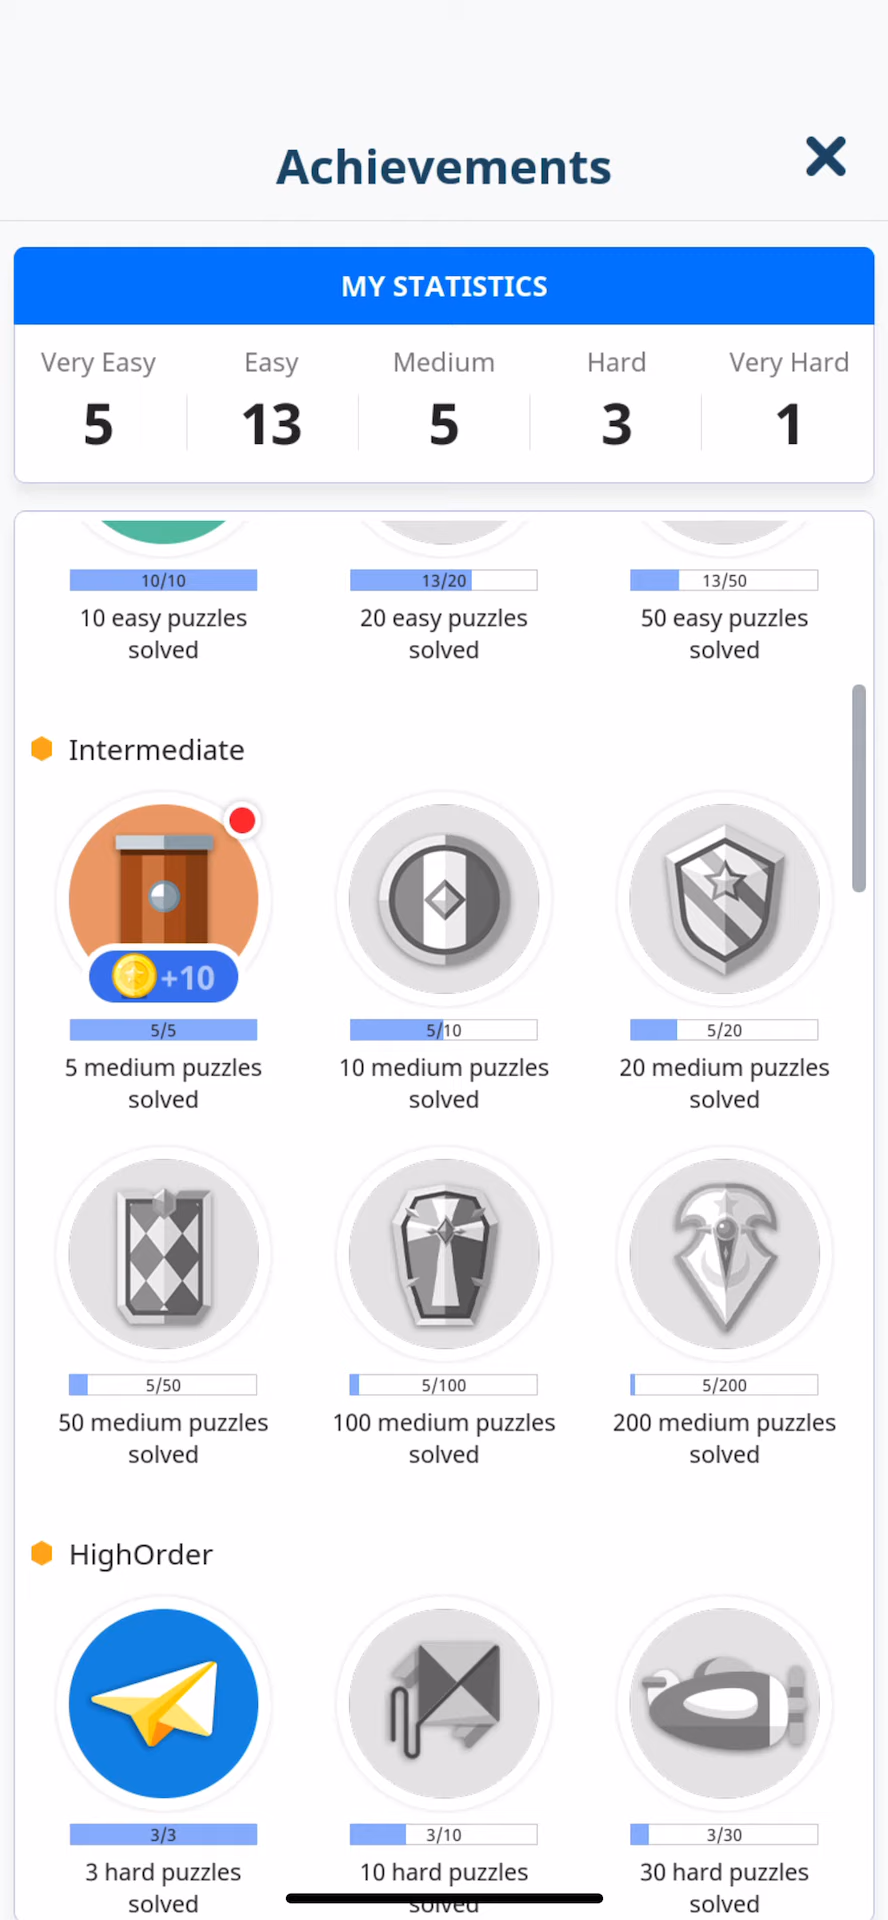 Achievements
MY STATISTICS
Very Easy Easy Medium Hard Very Hard
5 13 5 3 1
10/10 13/20 13/50
10 easy puzzles 20 easy puzzles 50 easy puzzles
solved solved solved
Intermediate
+10
5/5 5/10 5/20
5 medium puzzles 10 medium puzzles 20 medium puzzles
solved solved solved
5/50 5/100 5/200
50 medium puzzles 100 medium puzzles 200 medium puzzles
solved solved solved
HighOrder
3/3 3/10 3/30
3 hard puzzles 10 hard puzzles 30 hard puzzles
solved solved solved